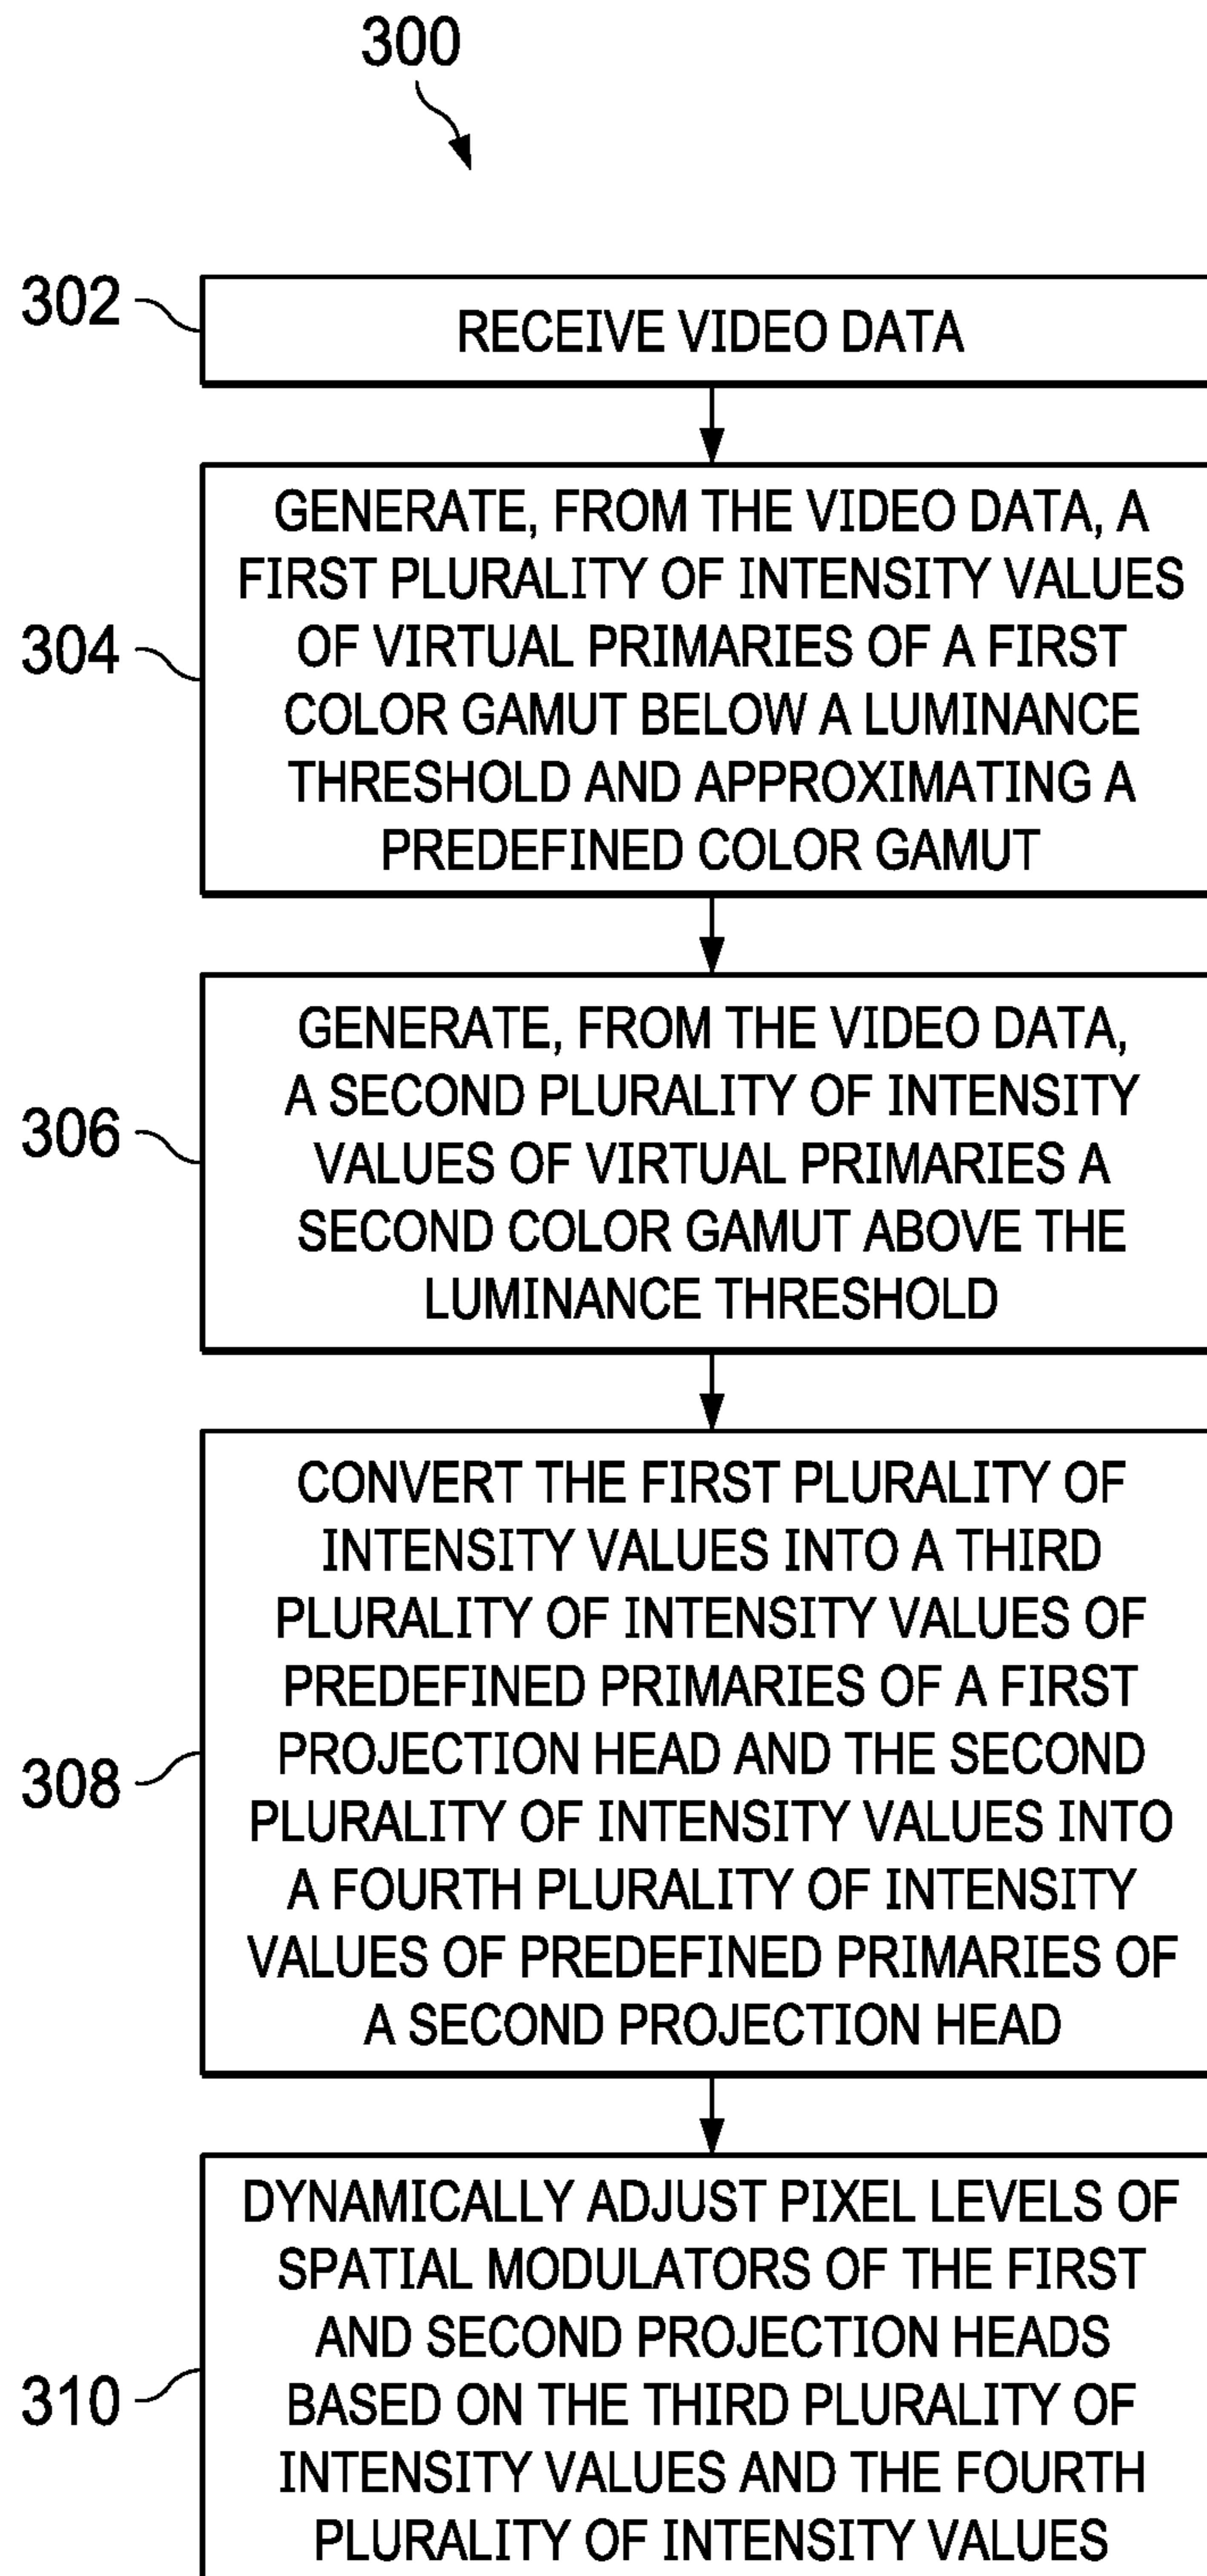 300
302
RECEIVE VIDEO DATA
304
GENERATE, FROM THE VIDEO DATA, A
FIRST PLURALITY OF INTENSITY VALUES
OF VIRTUAL PRIMARIES OF A FIRST
COLOR GAMUT BELOW A LUMINANCE
THRESHOLD AND APPROXIMATING A
PREDEFINED COLOR GAMUT
306
GENERATE, FROM THE VIDEO DATA,
A SECOND PLURALITY OF INTENSITY
VALUES OF VIRTUAL PRIMARIES A
SECOND COLOR GAMUT ABOVE THE
LUMINANCE THRESHOLD
308
CONVERT THE FIRST PLURALITY OF
INTENSITY VALUES INTO A THIRD
PLURALITY OF INTENSITY VALUES OF
PREDEFINED PRIMARIES OF A FIRST
PROJECTION HEAD AND THE SECOND
PLURALITY OF INTENSITY VALUES INTO
A FOURTH PLURALITY OF INTENSITY
VALUES OF PREDEFINED PRIMARIES OF
A SECOND PROJECTION HEAD
310
DYNAMICALLY ADJUST PIXEL LEVELS OF
SPATIAL MODULATORS OF THE FIRST
AND SECOND PROJECTION HEADS
BASED ON THE THIRD PLURALITY OF
INTENSITY VALUES AND THE FOURTH
PLURALITY OF INTENSITY VALUES